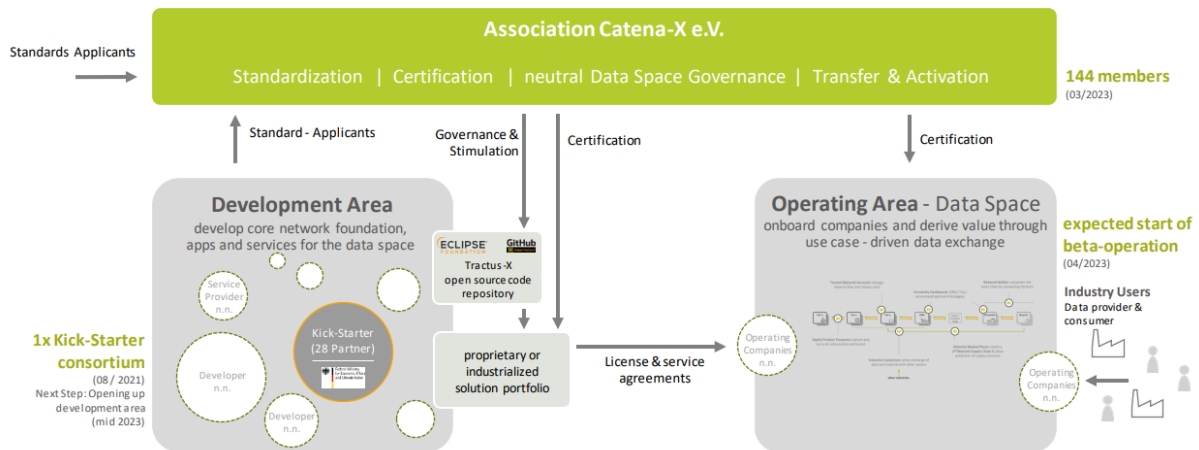 Association Catena-X e.V.
Standards Applicants
Standardization | Certification | neutral Data Space Governance | Transfer & Activation
144 members
(03/2023)
Standard - Applicants
Governance &
Stimulation
Certification
Certification
Development Area
develop core network foundation,
apps and services for the data space
Operating Area - Data Space
onboard companies and derive value through
use case - driven data exchange
ECLIPSE
FOUNDATION
GitHub
Tractus-X
open source code
repository
expected start of
beta-operation
(04/2023)
Service
Provider
n.n.
Industry Users
Data provider &
consumer
Kick-Starter
(28 Partner)
1x Kick-Starter
consortium
(08 / 2021)
Next Step: Opening up
development area
(mid 2023)
Developer
n.n.
Developer
n.n.
proprietary or
industrialized
solution portfolio
License & service
agreements
Operating
Companies
n.n.
Operating
Companies
n.n.